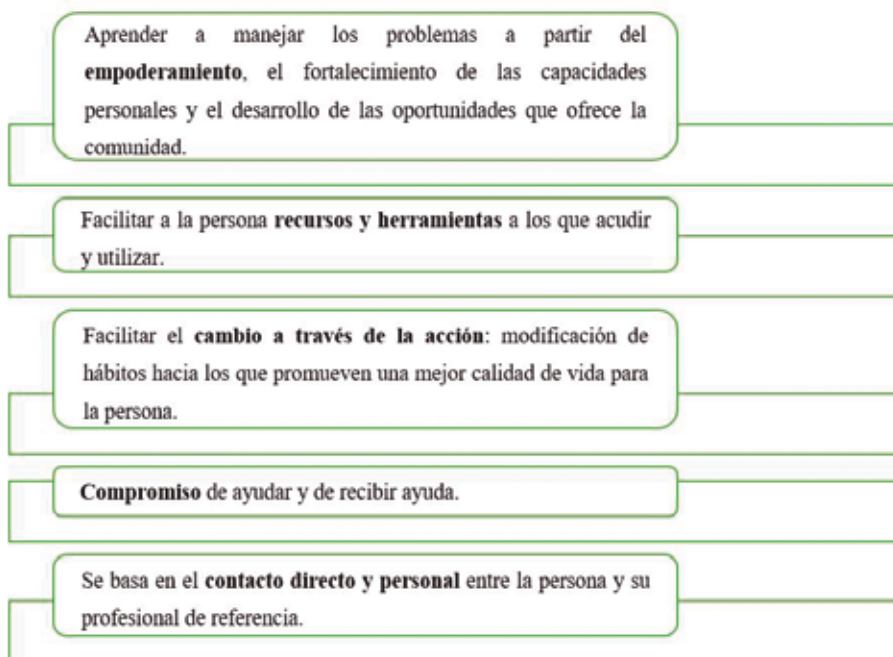 Aprender a manejar los problemas a partir del
empoderamiento, el fortalecimiento de las capacidades
personales y el desarrollo de las oportunidades que ofrece la
comunidad.
Facilitar a la persona recursos y herramientas a los que acudir
y utilizar.
Facilitar el cambio a través de la acción: modificación de
hábitos hacia los que promueven una mejor calidad de vida para
la persona.
Compromiso de ayudar y de recibir ayuda.
Se basa en el contacto directo y personal entre la persona y su
profesional de referencia.